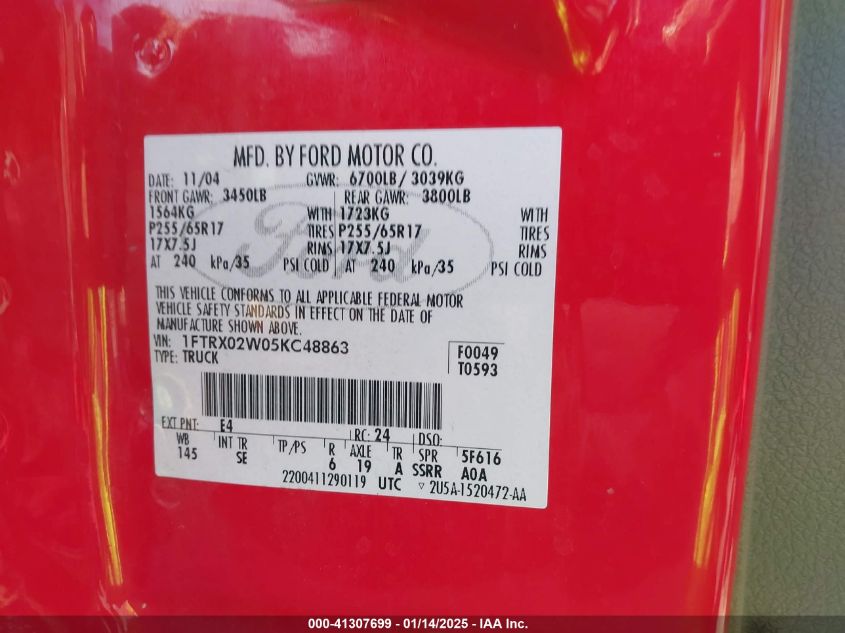 MFD. BY FORD MOTOR CO.
DATE: 11/04 GVWR: 6700LB/ 3039KG
FRONT GAWR: 3450LB REAR GAWR: 3800LB
1564KG WITH 1723KG WITH
P255/65R17 TIRES P255/65R17 TIRES
17X7.5J RIMS 17X7.5J RIMS
AT 240 kPa/35 PSI COLD AT 240 kPa/35 PSI COLD
Ford
THIS VEHICLE CONFORMS TO ALL APPLICABLE FEDERAL MOTOR
VEHICLE SAFETY STANDARDS IN EFFECT ON THE DATE OF
MANUFACTURE SHOWN ABOVE.
VIN: 1FTRX02W05KC48863 F0049
TYPE: TRUCK T0593
EXT PNT: E4 RC: 24 DSO:
WB INT TR TP/PS R AXLE TR SPR 5F616
145 SE 6 19 A SSRR A0A
2200411290119 UTC ▽ 2U5A-1520472-AA
000-41307699 - 01/14/2025 - IAA Inc.